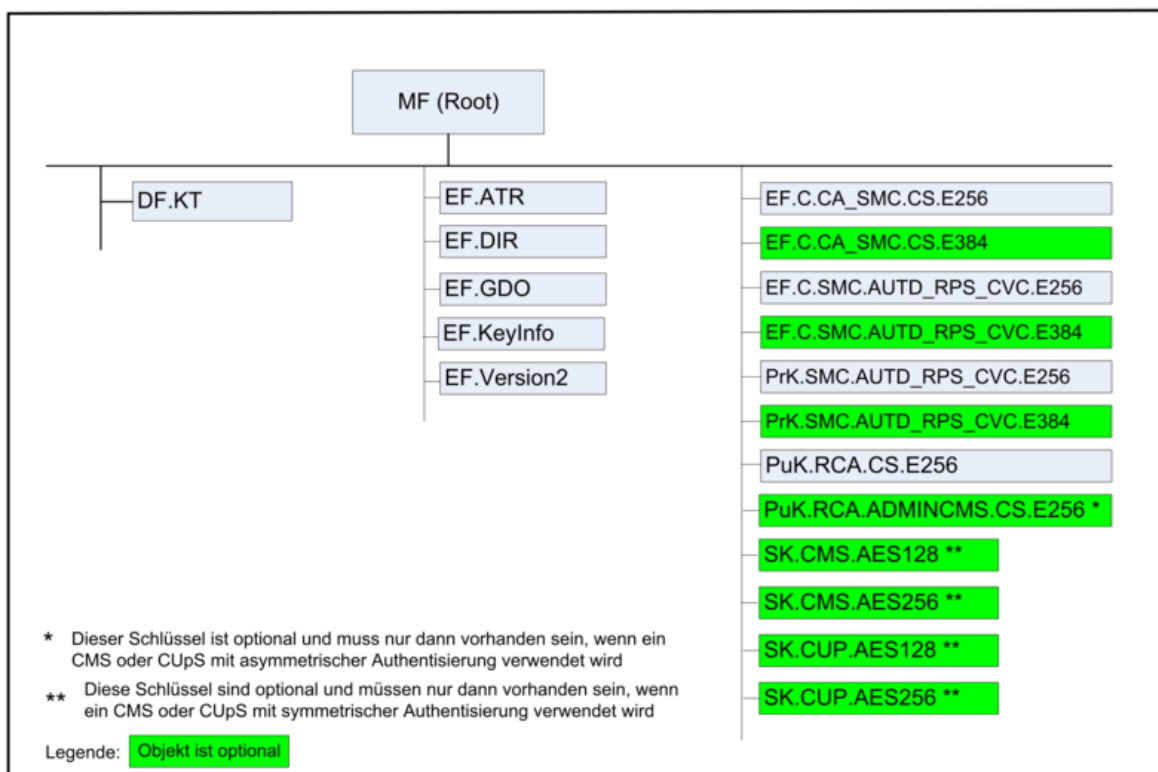 MF (Root)
DF.KT
EF.ATR
EF.DIR
EF.GDO
EF.KeyInfo
EF.Version2
EF.C.CA_SMC.CS.E256
EF.C.CA_SMC.CS.E384
EF.C.SMC.AUTD_RPS_CVC.E256
EF.C.SMC.AUTD_RPS_CVC.E384
PrK.SMC.AUTD_RPS_CVC.E256
PrK.SMC.AUTD_RPS_CVC.E384
PuK.RCA.CS.E256
PuK.RCA.ADMINCMS.CS.E256 *
SK.CMS.AES128 **
SK.CMS.AES256 **
SK.CUP.AES128 **
SK.CUP.AES256 **
* Dieser Schlüssel ist optional und muss nur dann vorhanden sein, wenn ein
CMS oder CUpS mit asymmetrischer Authentisierung verwendet wird
** Diese Schlüssel sind optional und müssen nur dann vorhanden sein, wenn
ein CMS oder CUpS mit symmetrischer Authentisierung verwendet wird
Legende: Objekt ist optional